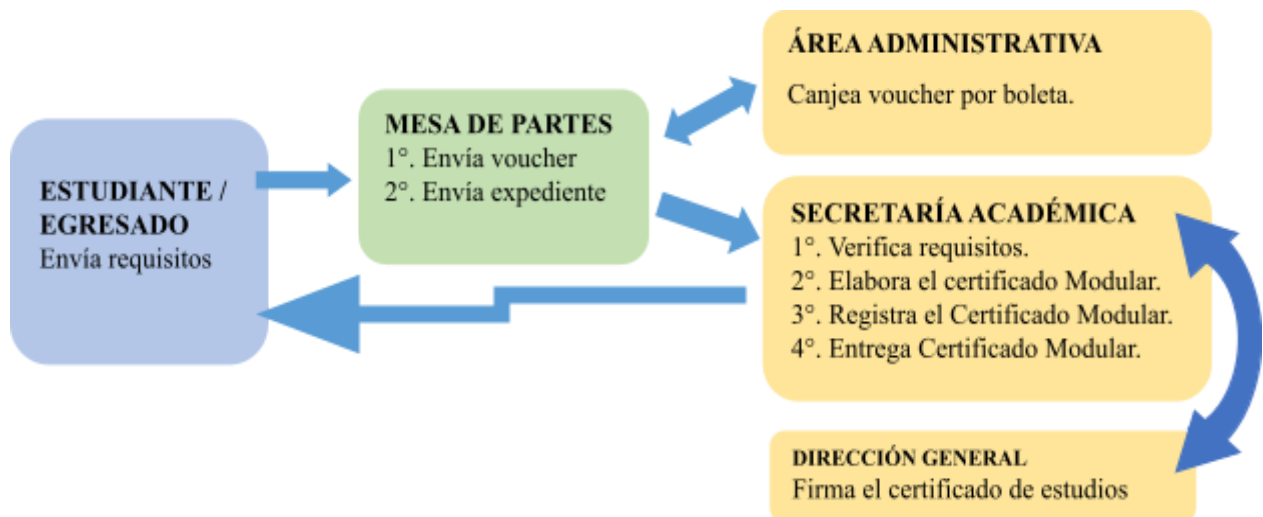 ESTUDIANTE /
EGRESADO
Envía requisitos
MESA DE PARTES
1°. Envía voucher
2°. Envía expediente
ÁREA ADMINISTRATIVA
Canjea voucher por boleta.
SECRETARÍA ACADÉMICA
1°. Verifica requisitos.
2°. Elabora el certificado Modular.
3°. Registra el Certificado Modular.
4°. Entrega Certificado Modular.
DIRECCIÓN GENERAL
Firma el certificado de estudios